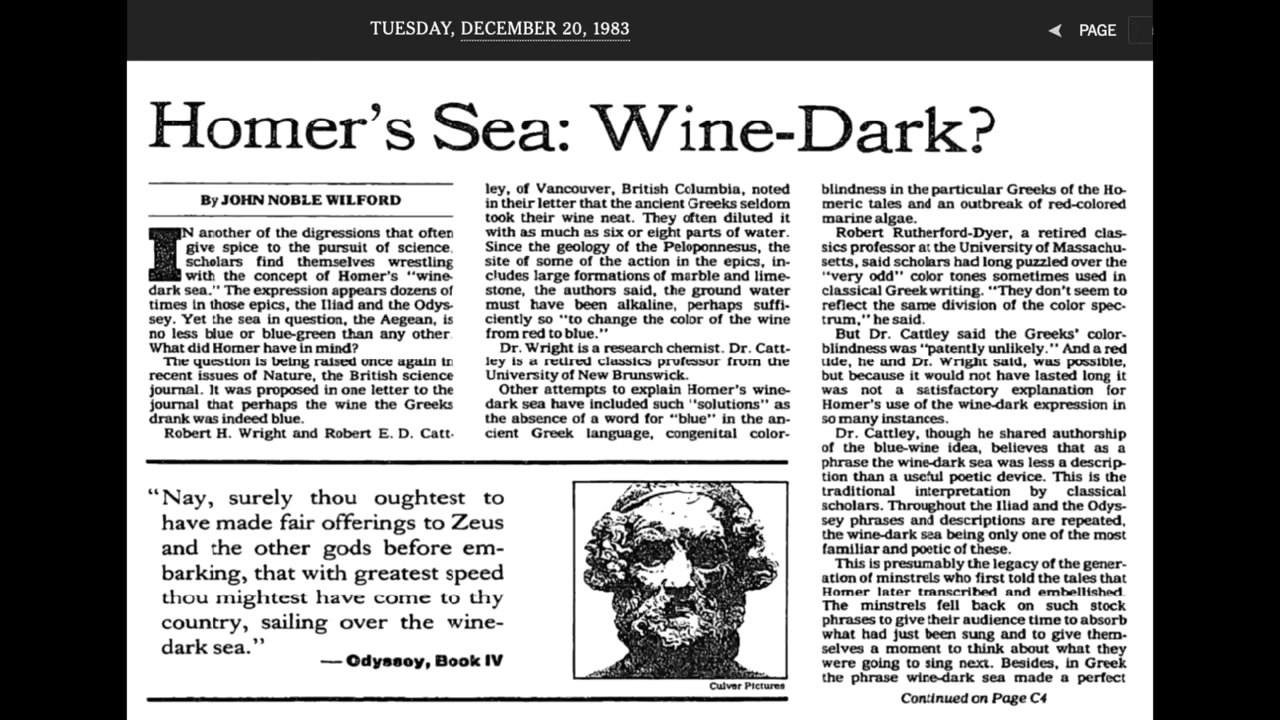 TUESDAY, DECEMBER 20, 1983
◄ PAGE
Homer's Sea: Wine-Dark?
By JOHN NOBLE WILFORD
IN another of the digressions that often
give spice to the pursuit of science,
scholars find themselves wrestling
with the concept of Homer's "wine-
dark sea." The expression appears dozens of
times in those epics, the Iliad and the Odys-
sey. Yet the sea in question, the Aegean, is
no less blue or blue-green than any other.
What did Homer have in mind?
The question is being raised once again in
recent issues of Nature, the British science
journal. It was proposed in one letter to the
journal that perhaps the wine the Greeks
drank was indeed blue.
Robert H. Wright and Robert E. D. Catt-
ley, of Vancouver, British Columbia, noted
in their letter that the ancient Greeks seldom
took their wine neat. They often diluted it
with as much as six or eight parts of water.
Since the geology of the Peloponnesus, the
site of some of the action in the epics, in-
cludes large formations of marble and lime-
stone, the authors said, the ground water
must have been alkaline, perhaps suffi-
ciently so "to change the color of the wine
from red to blue."
Dr. Wright is a research chemist. Dr. Catt-
ley is a retired classics professor from the
University of New Brunswick.
Other attempts to explain Homer's wine-
dark sea have included such "solutions" as
the absence of a word for "blue" in the an-
cient Greek language, congenital color-
blindness in the particular Greeks of the Ho-
meric tales and an outbreak of red-colored
marine algae.
Robert Rutherford-Dyer, a retired clas-
sics professor at the University of Massachu-
setts, said scholars had long puzzled over the
"very odd" color tones sometimes used in
classical Greek writing. "They don't seem to
reflect the same division of the color spec-
trum," he said.
But Dr. Cattley said the Greeks' color-
blindness was "patently unlikely." And a red
tide, he and Dr. Wright said, was possible,
but because it would not have lasted long it
was not a satisfactory explanation for
Homer's use of the wine-dark expression in
so many instances.
Dr. Cattley, though he shared authorship
of the blue-wine idea, believes that as a
phrase the wine-dark sea was less a descrip-
tion than a useful poetic device. This is the
traditional interpretation by classical
scholars. Throughout the Iliad and the Odys-
sey phrases and descriptions are repeated,
the wine-dark sea being only one of the most
familiar and poetic of these.
This is presumably the legacy of the gener-
ation of minstrels who first told the tales that
Homer later transcribed and embellished.
The minstrels fell back on such stock
phrases to give their audience time to absorb
what had just been sung and to give them-
selves a moment to think about what they
were going to sing next. Besides, in Greek
the phrase wine-dark sea made a perfect
Continued on Page C4
"Nay, surely thou oughtest to
have made fair offerings to Zeus
and the other gods before em-
barking, that with greatest speed
thou mightest have come to thy
country, sailing over the wine-
dark sea."
— Odyssey, Book IV
Culver Pictures